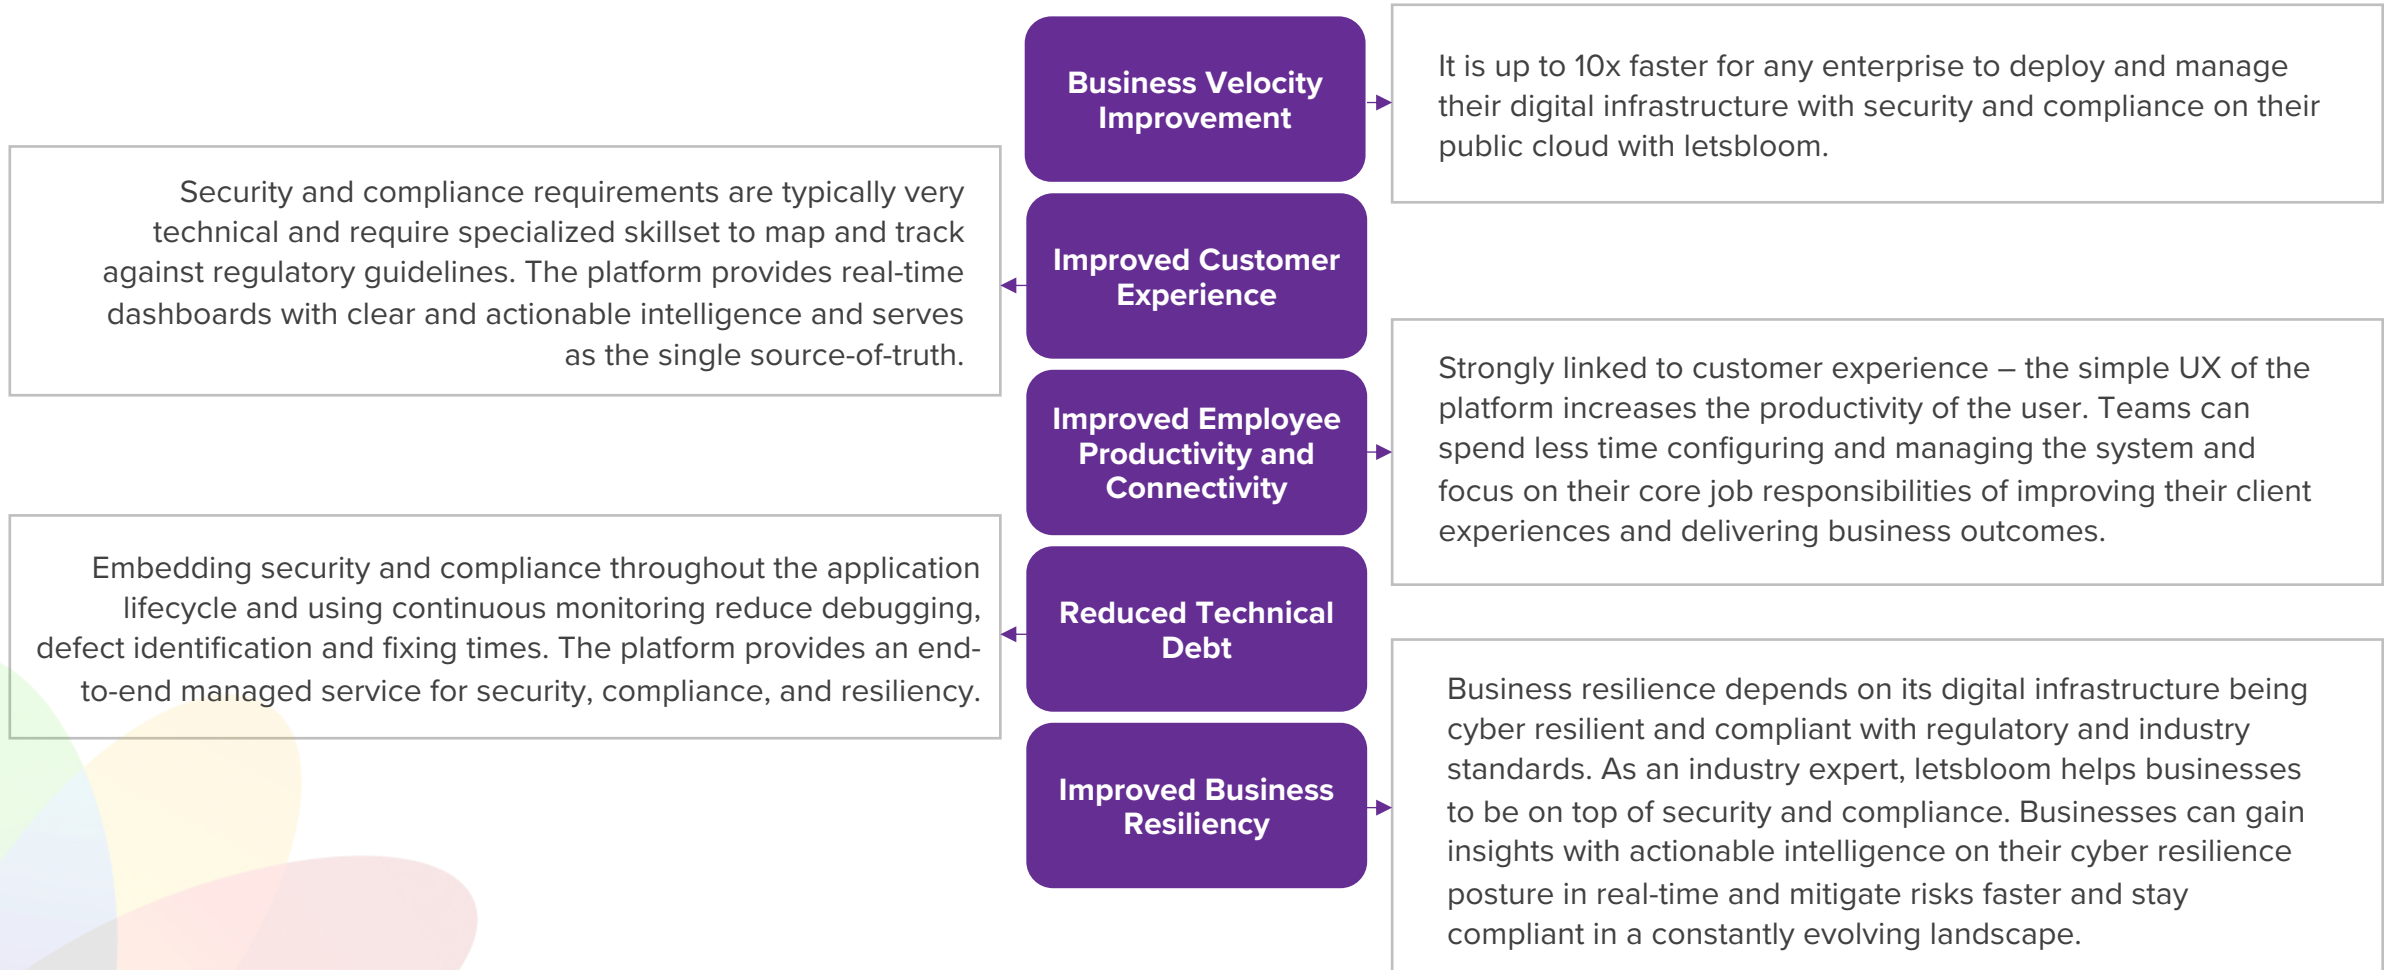 Business Velocity
Improvement
It is up to 10x faster for any enterprise to deploy and manage
their digital infrastructure with security and compliance on their
public cloud with letsbloom.
Improved Customer
Experience
Security and compliance requirements are typically very
technical and require specialized skillset to map and track
against regulatory guidelines. The platform provides real-time
dashboards with clear and actionable intelligence and serves
as the single source-of-truth.
Improved Employee
Productivity and
Connectivity
Strongly linked to customer experience – the simple UX of the
platform increases the productivity of the user. Teams can
spend less time configuring and managing the system and
focus on their core job responsibilities of improving their client
experiences and delivering business outcomes.
Reduced Technical
Debt
Embedding security and compliance throughout the application
lifecycle and using continuous monitoring reduce debugging,
defect identification and fixing times. The platform provides an end-
to-end managed service for security, compliance, and resiliency.
Improved Business
Resiliency
Business resilience depends on its digital infrastructure being
cyber resilient and compliant with regulatory and industry
standards. As an industry expert, letsbloom helps businesses
to be on top of security and compliance. Businesses can gain
insights with actionable intelligence on their cyber resilience
posture in real-time and mitigate risks faster and stay
compliant in a constantly evolving landscape.